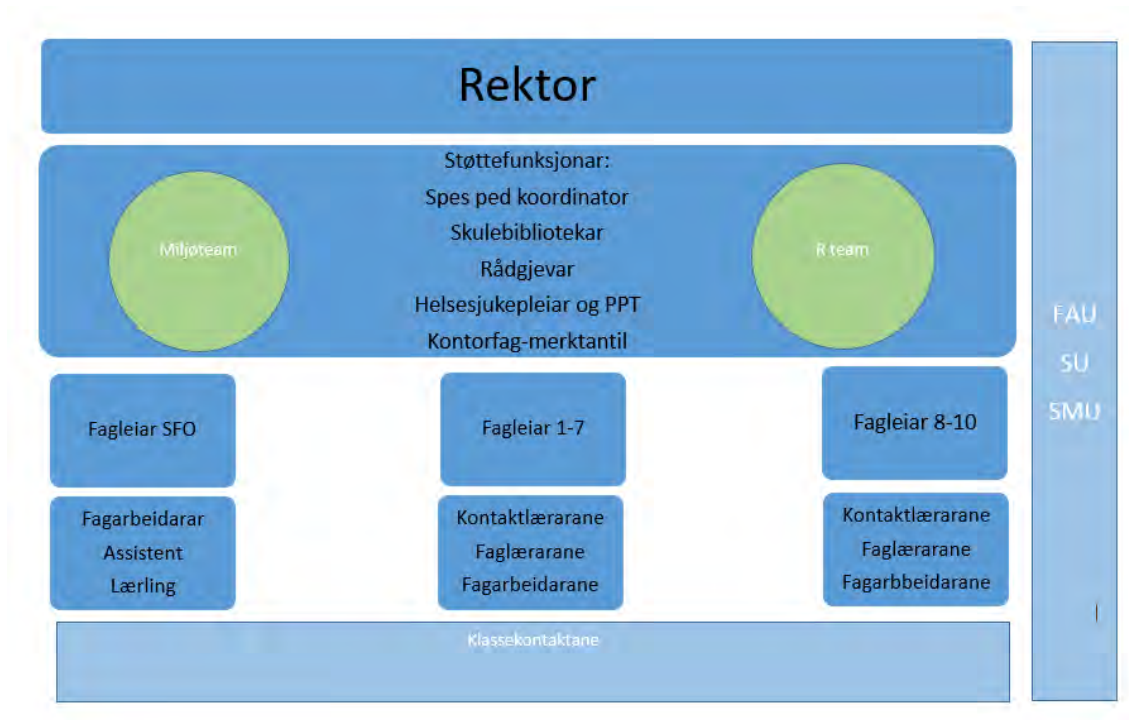 Rektor
Støttefunksjonar:
Spes ped koordinator
Skulebibliotekar
Rådgjevar
Helsesjukepleiar og PPT
Kontorfag-merktantil
Miljøteam
R team
Fagleiar SFO
Fagleiar 1-7
Fagleiar 8-10
Fagarbeidarar
Assistent
Lærling
Kontaktlærarane
Faglærarane
Fagarbeidarane
Kontaktlærarane
Faglærarane
Fagarbbeidarane
Klassekontaktane
FAU
SU
SMU